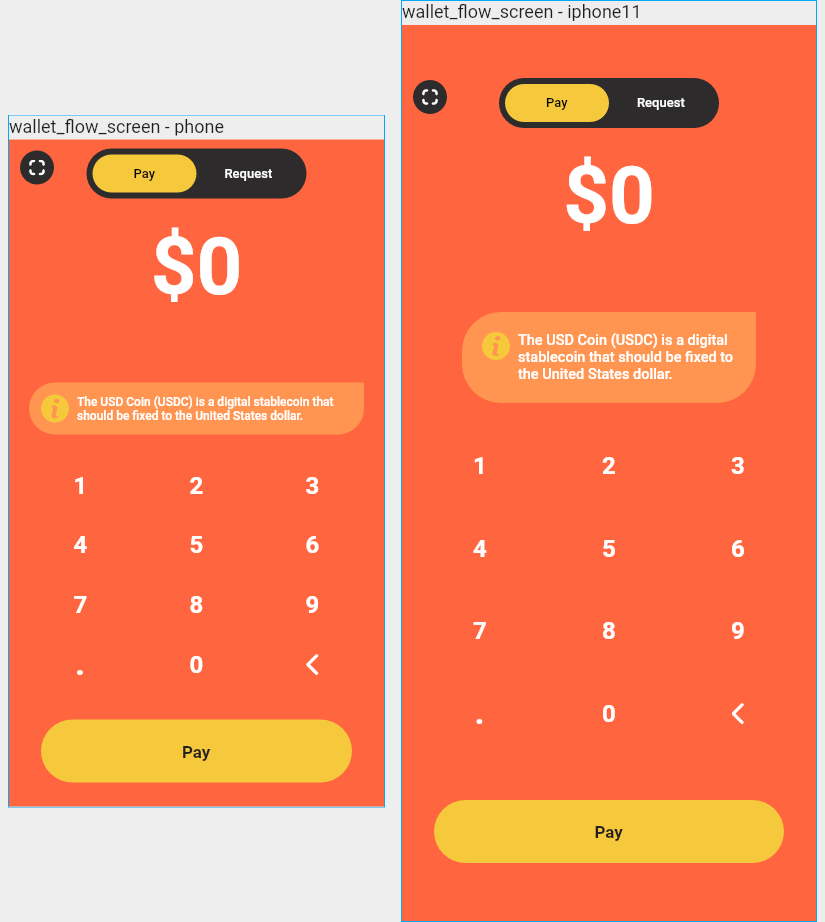 wallet_flow_screen - phone
Pay
Request
$0
i
The USD Coin (USDC) is a digital stablecoin that
should be fixed to the United States dollar.
1 2 3
4 5 6
7 8 9
. 0
Pay
wallet_flow_screen - iphone11
Pay
Request
$0
i
The USD Coin (USDC) is a digital
stablecoin that should be fixed to
the United States dollar.
1 2 3
4 5 6
7 8 9
. 0
Pay